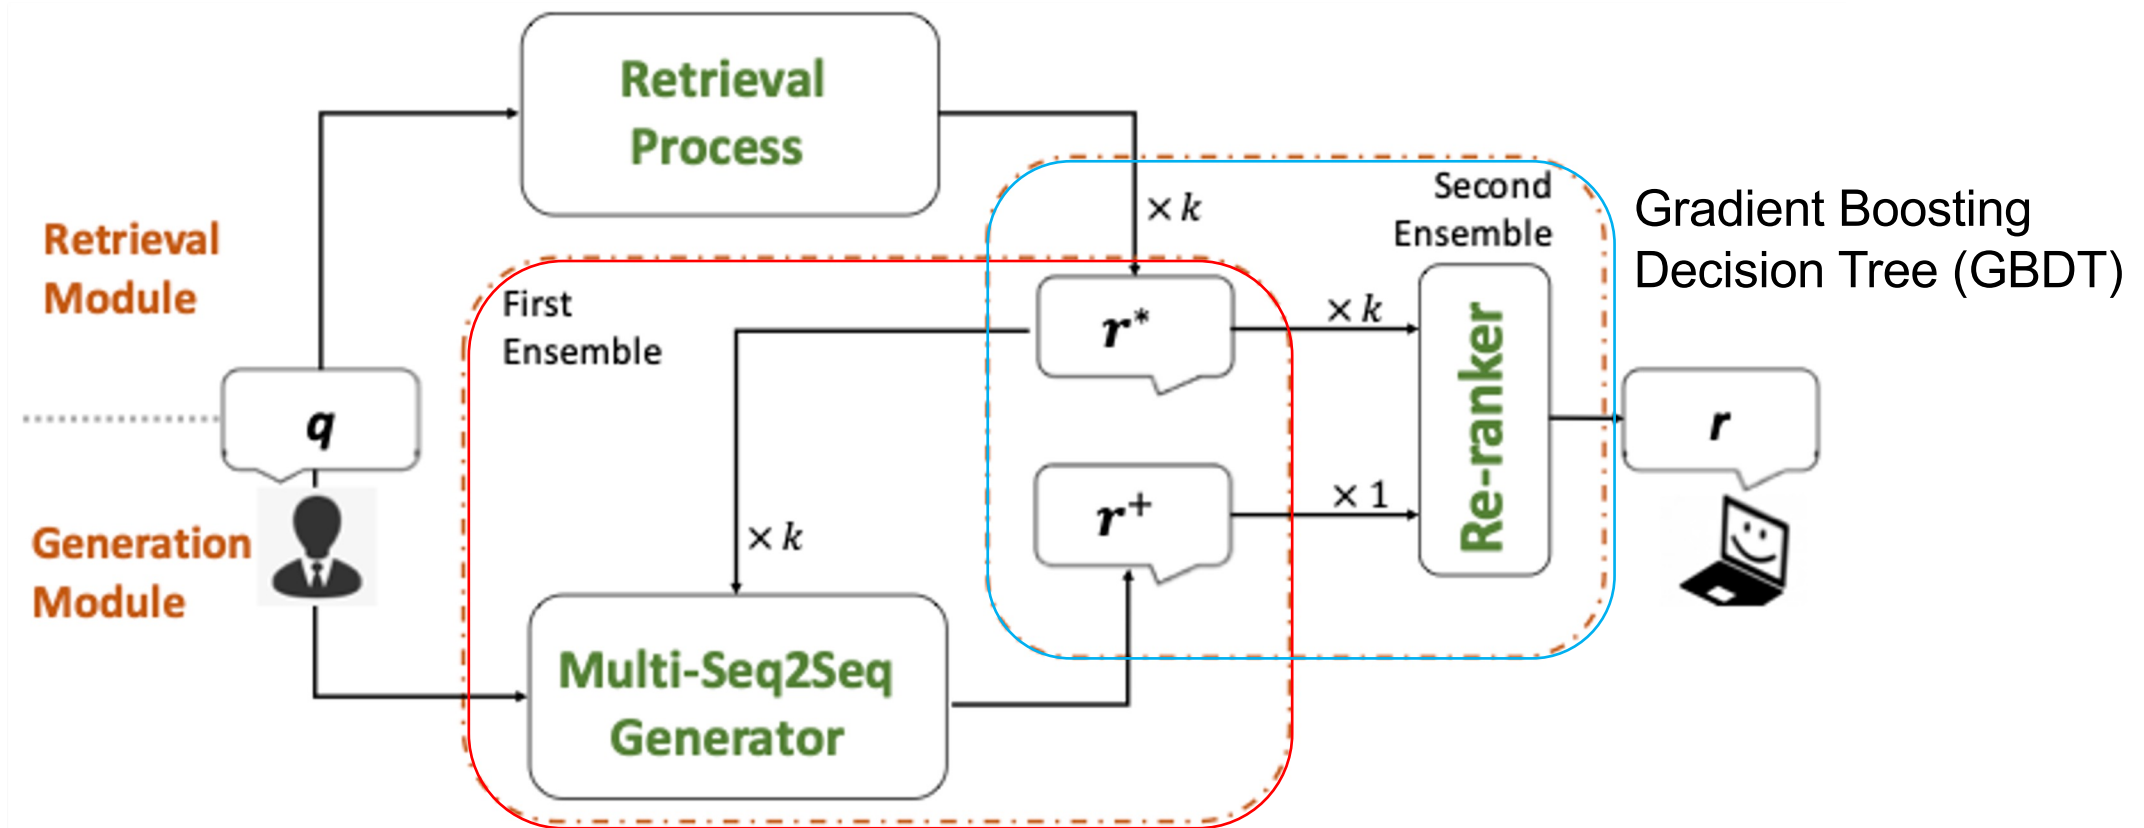 Retrieval
Process
× k
Second
Ensemble
Gradient Boosting
Decision Tree (GBDT)
Retrieval
Module
First
Ensemble
r*
× k
Re-ranker
q
r
r+
× 1
× k
Generation
Module
Multi-Seq2Seq
Generator